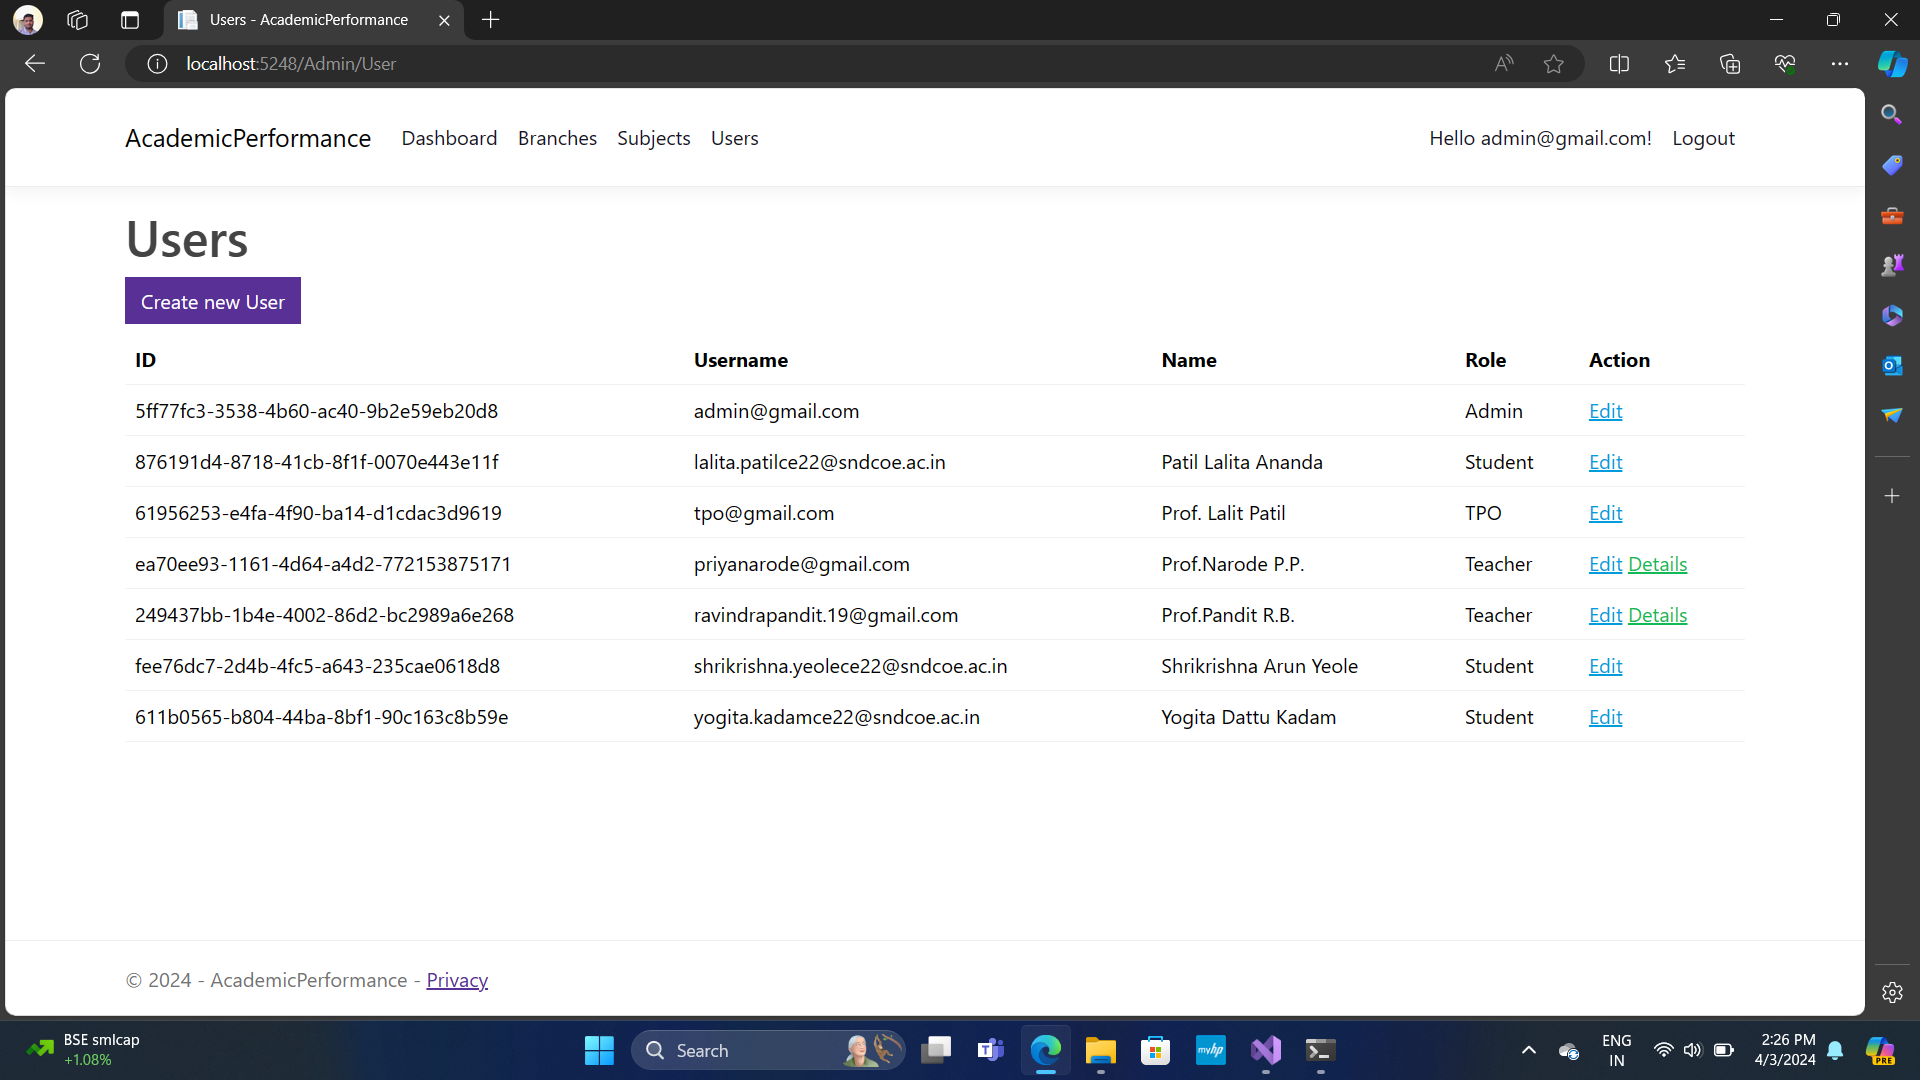 Users - AcademicPerformance
localhost:5248/Admin/User
AcademicPerformance Dashboard Branches Subjects Users Hello admin@gmail.com! Logout
Users
Create new User
ID Username Name Role Action
5ff77fc3-3538-4b60-ac40-9b2e59eb20d8 admin@gmail.com Admin Edit
876191d4-8718-41cb-8f1f-0070e443e11f lalita.patilce22@sndcoe.ac.in Patil Lalita Ananda Student Edit
61956253-e4fa-4f90-ba14-d1cdac3d9619 tpo@gmail.com Prof. Lalit Patil TPO Edit
ea70ee93-1161-4d64-a4d2-772153875171 priyanarode@gmail.com Prof.Narode P.P. Teacher Edit Details
249437bb-1b4e-4002-86d2-bc2989a6e268 ravindrapandit.19@gmail.com Prof.Pandit R.B. Teacher Edit Details
fee76dc7-2d4b-4fc5-a643-235cae0618d8 shrikrishna.yeolece22@sndcoe.ac.in Shrikrishna Arun Yeole Student Edit
611b0565-b804-44ba-8bf1-90c163c8b59e yogita.kadamce22@sndcoe.ac.in Yogita Dattu Kadam Student Edit
© 2024 - AcademicPerformance - Privacy
BSE smlcap
+1.08%
Search
myhp
ENG
IN
2:26 PM
4/3/2024
PRE